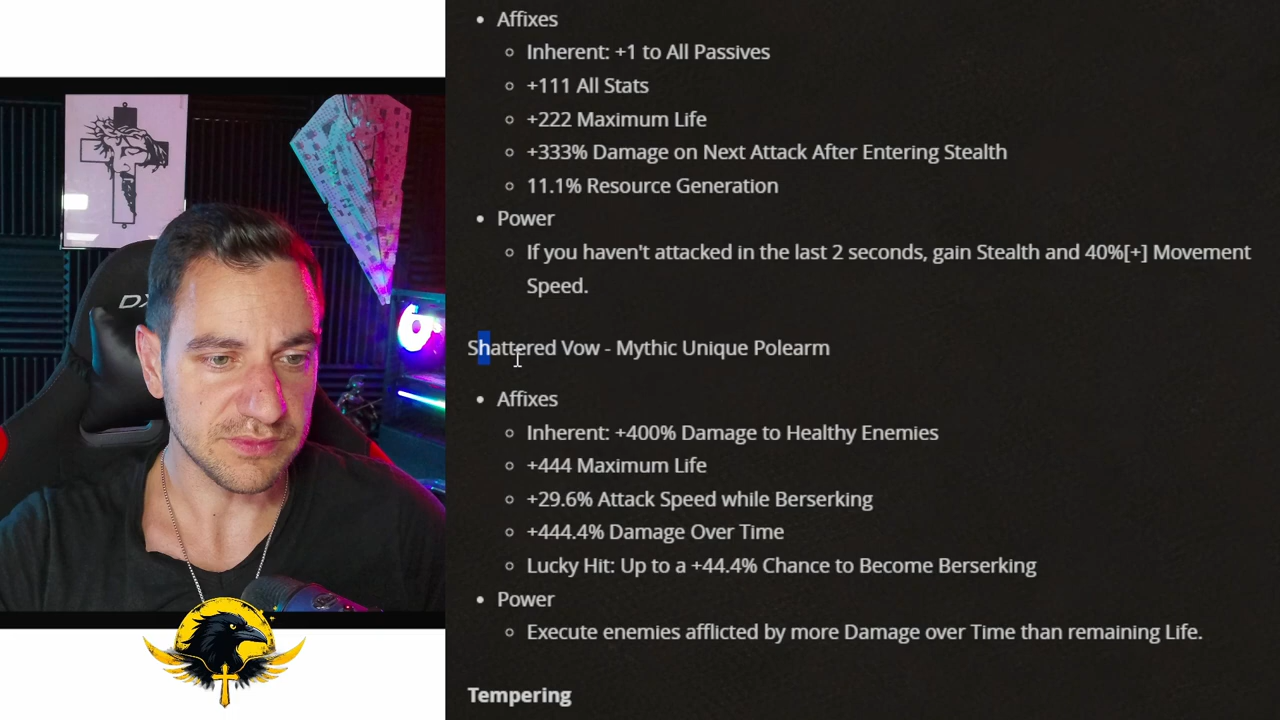 Affixes
Inherent: +1 to All Passives
+111 All Stats
+222 Maximum Life
+333% Damage on Next Attack After Entering Stealth
11.1% Resource Generation
Power
If you haven't attacked in the last 2 seconds, gain Stealth and 40%[+] Movement
Speed.
Shattered Vow - Mythic Unique Polearm
Affixes
Inherent: +400% Damage to Healthy Enemies
+444 Maximum Life
+29.6% Attack Speed while Berserking
+444.4% Damage Over Time
Lucky Hit: Up to a +44.4% Chance to Become Berserking
Power
Execute enemies afflicted by more Damage over Time than remaining Life.
Tempering
DX